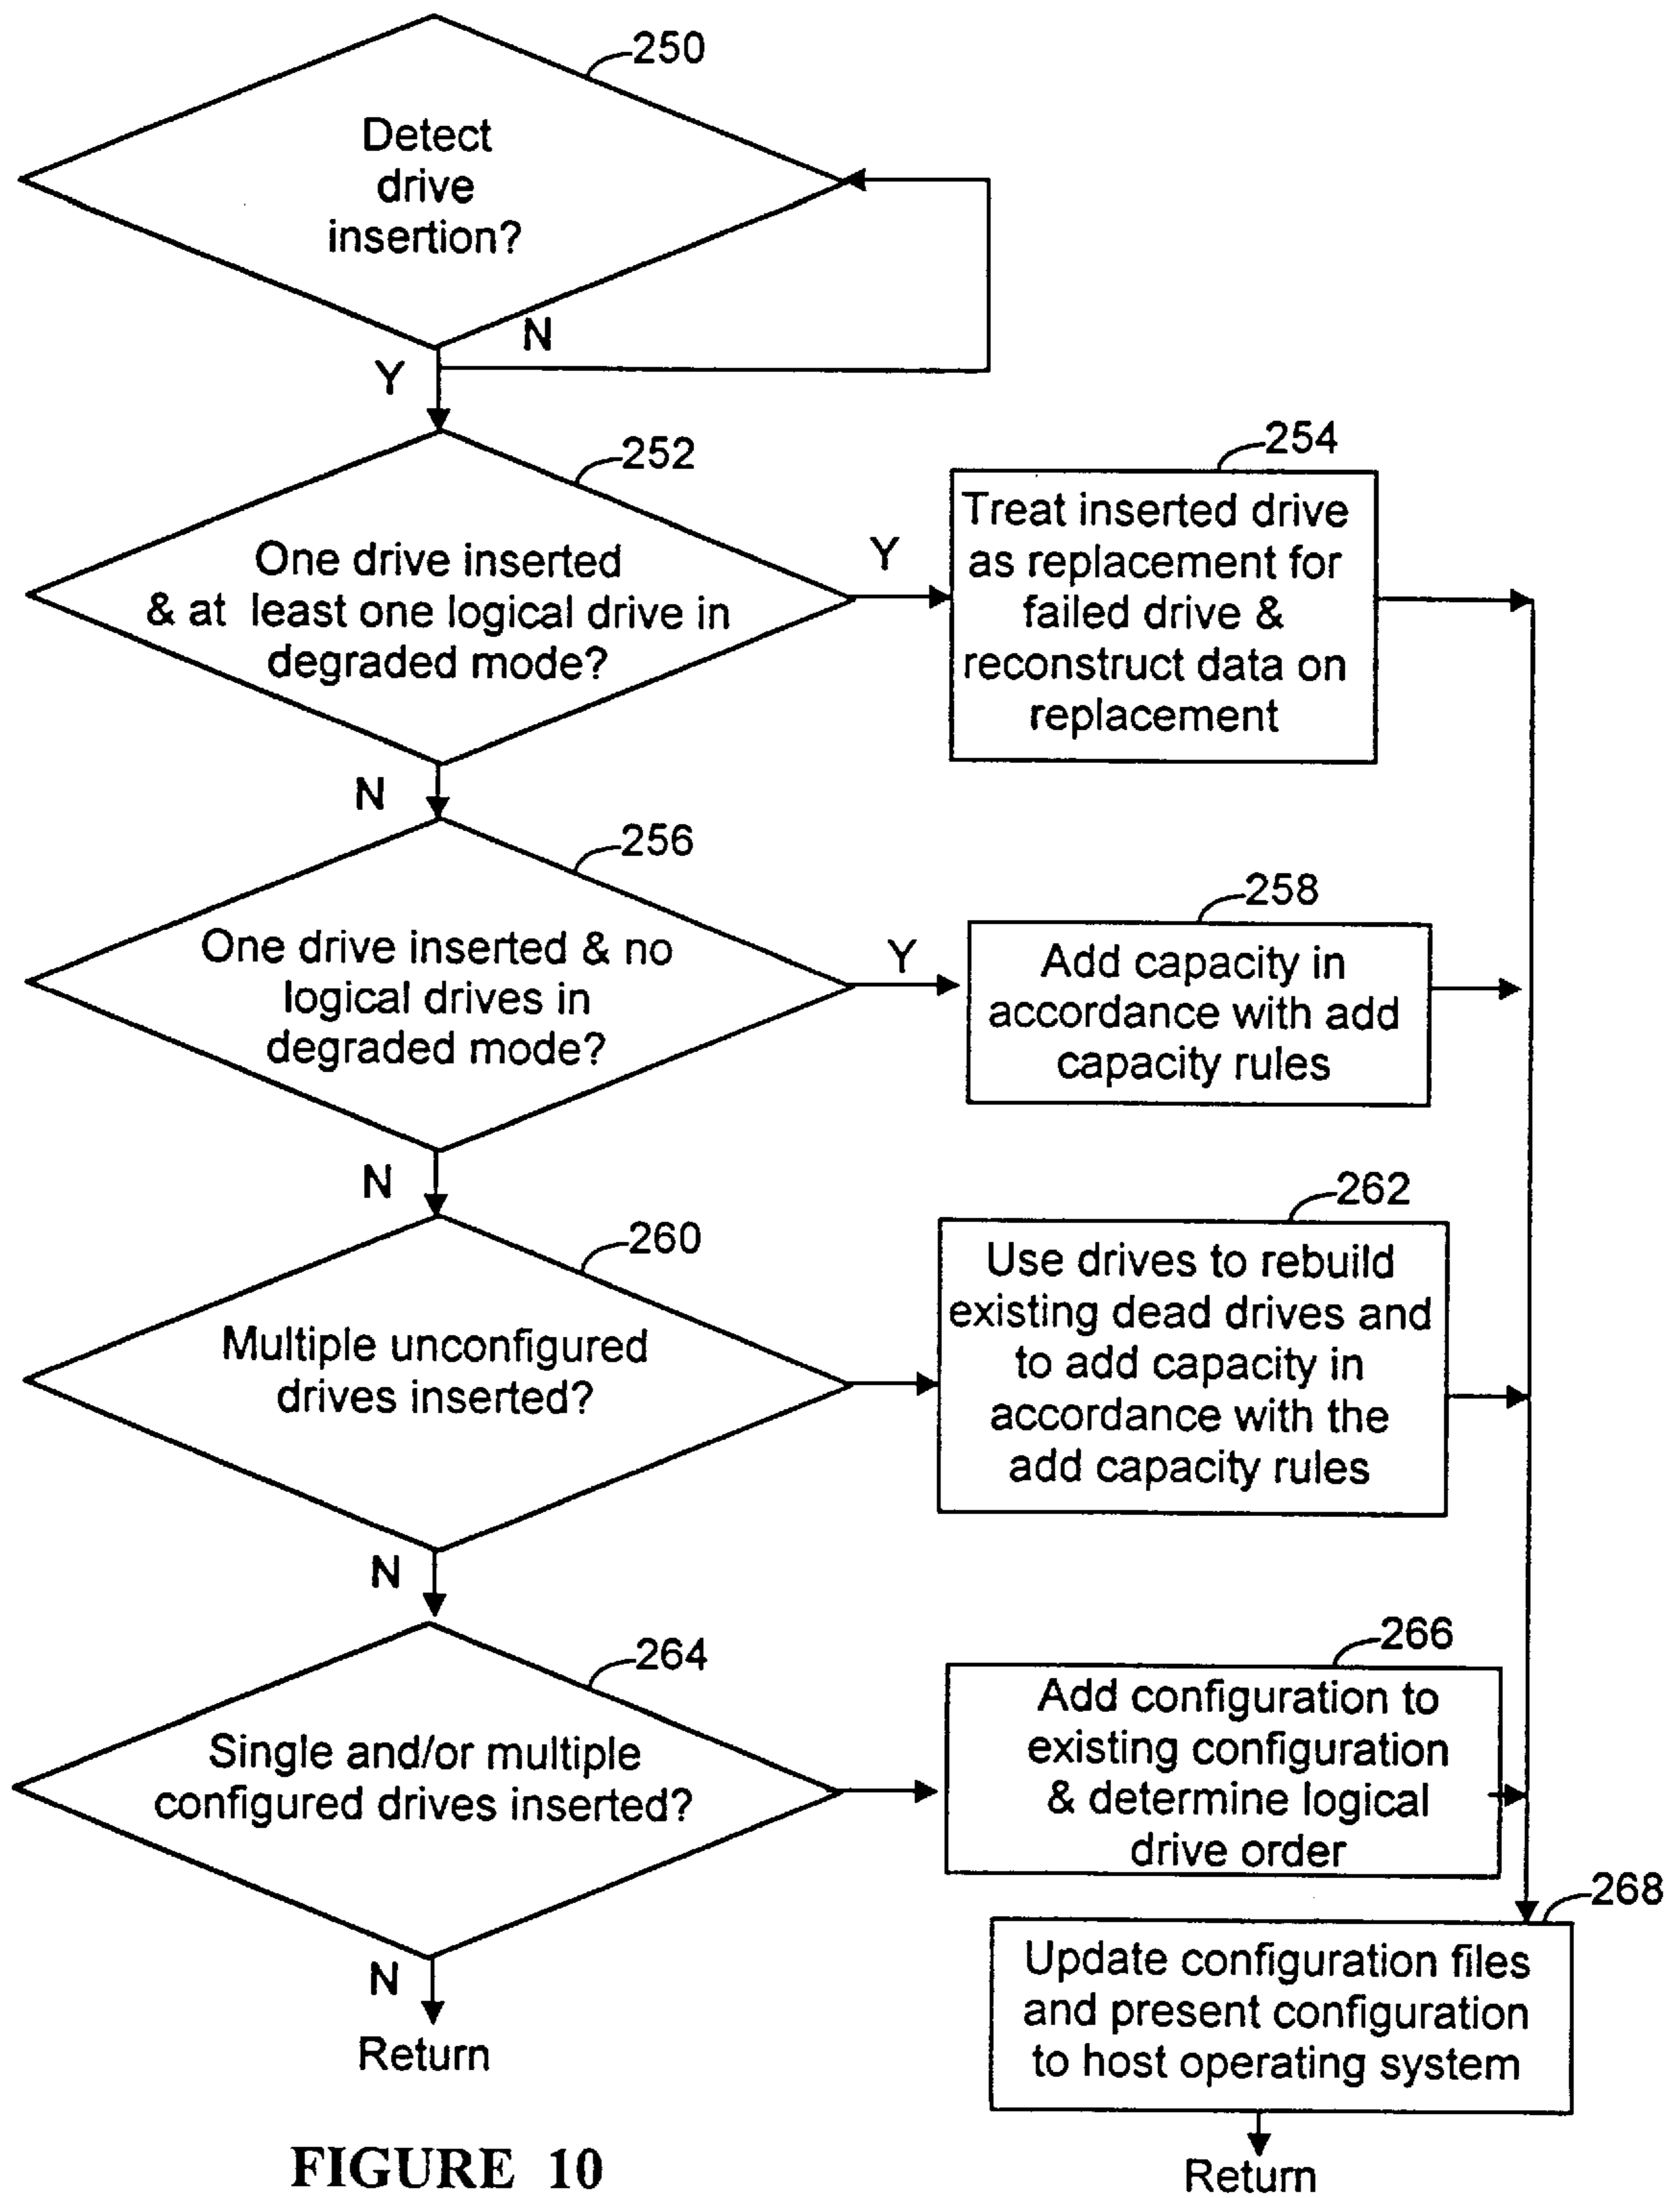 250
Detect
drive
insertion?
N
Y
252
One drive inserted
& at least one logical drive in
degraded mode?
Y
254
Treat inserted drive
as replacement for
failed drive &
reconstruct data on
replacement
N
256
One drive inserted & no
logical drives in
degraded mode?
Y
258
Add capacity in
accordance with add
capacity rules
N
260
Multiple unconfigured
drives inserted?
262
Use drives to rebuild
existing dead drives and
to add capacity in
accordance with the
add capacity rules
N
264
Single and/or multiple
configured drives inserted?
266
Add configuration to
existing configuration
& determine logical
drive order
N
Return
268
Update configuration files
and present configuration
to host operating system
Return
FIGURE 10